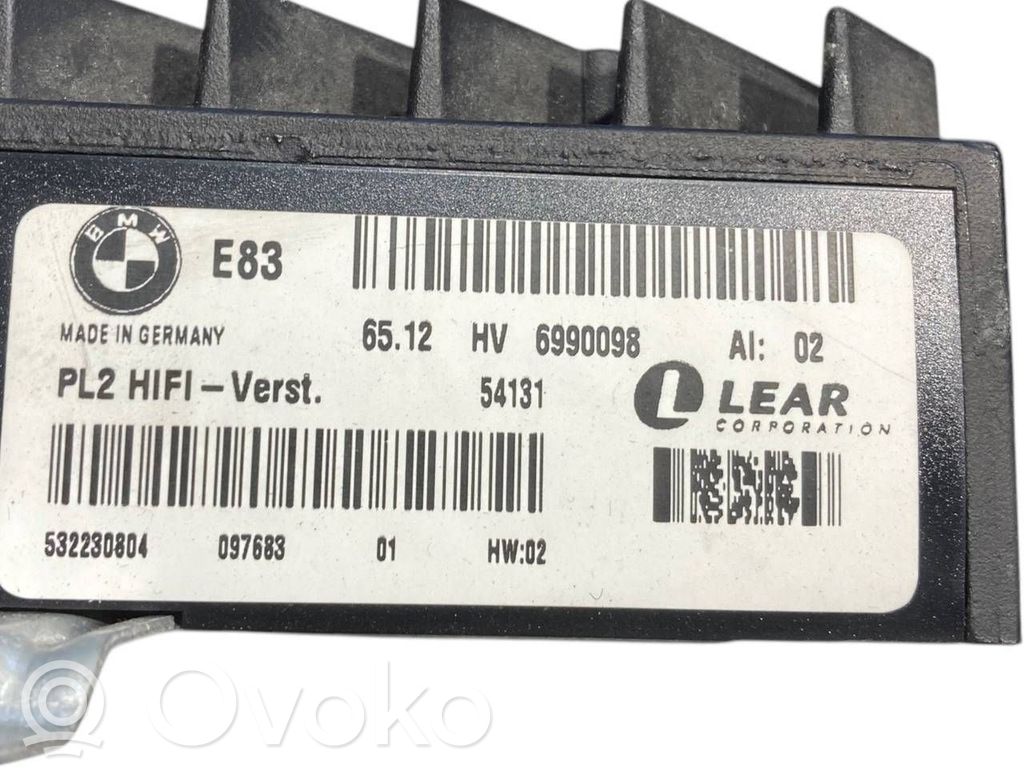 BMW
E83
MADE IN GERMANY
65.12 HV 6990098 AI: 02
PL2 HIFI - Verst. 54131
LEAR
CORPORATION
532230804 097683 01 HW:02
Ovoko